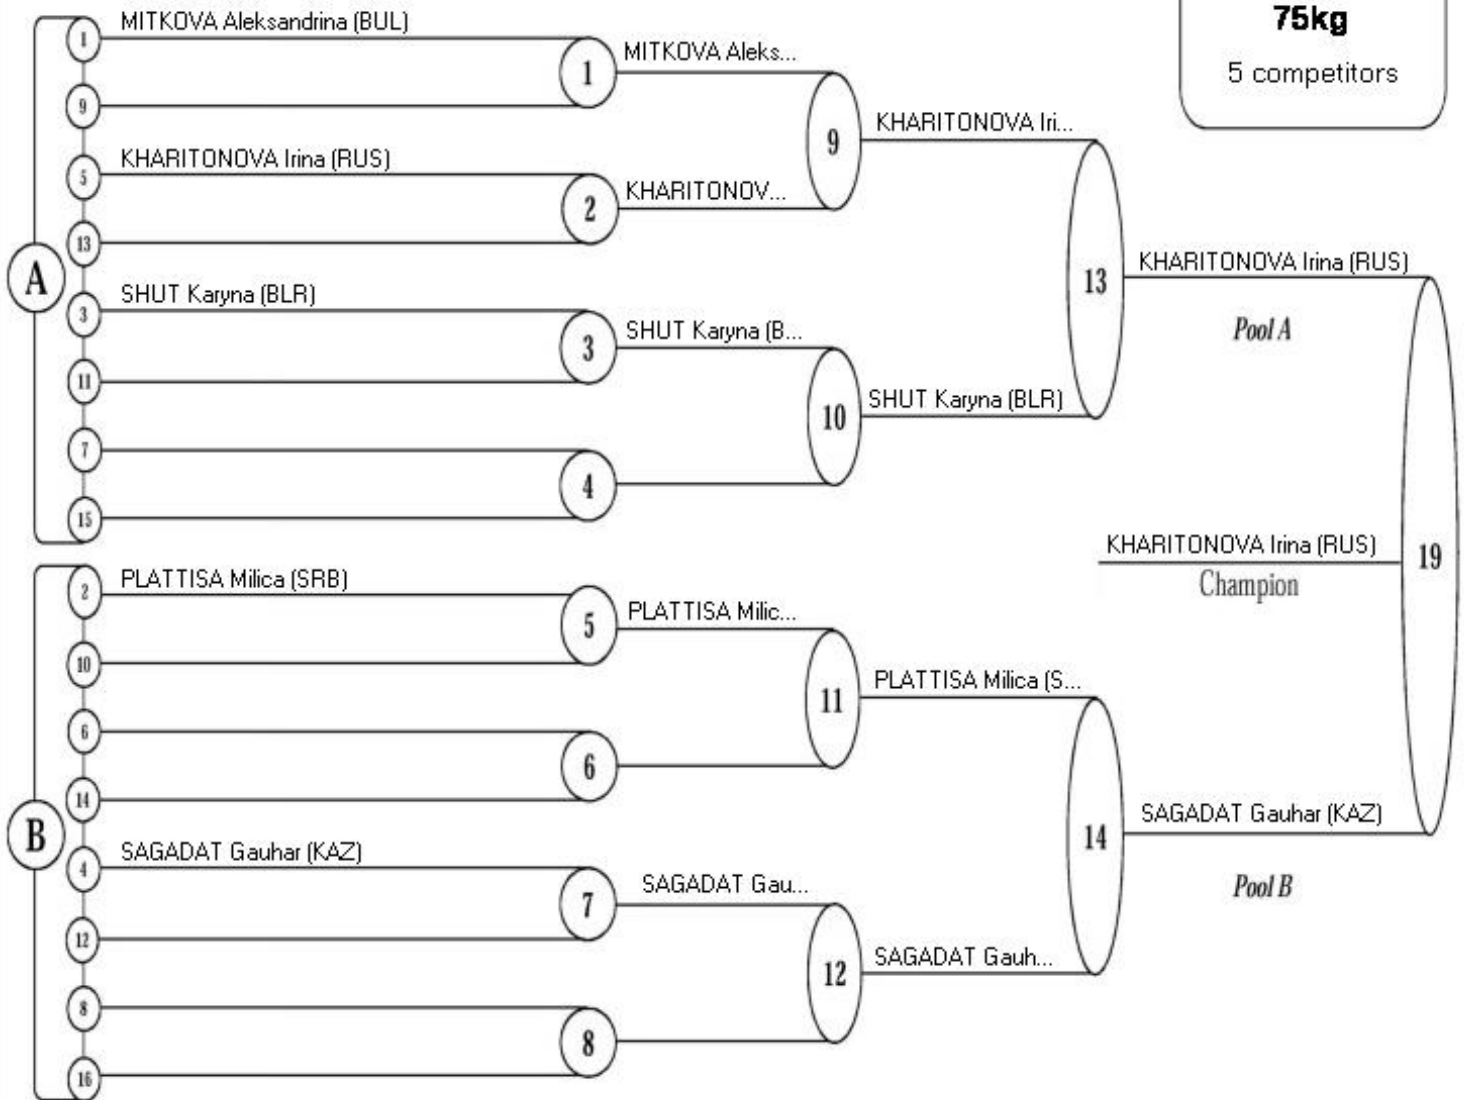 75kg
5 competitors
A
1
MITKOVA Aleksandrina (BUL)
9
1
MITKOVA Aleks...
5
KHARITONOVA Irina (RUS)
13
2
KHARITONOV...
9
KHARITONOVA Iri...
3
SHUT Karyna (BLR)
11
3
SHUT Karyna (B...
7
15
4
10
SHUT Karyna (BLR)
13
KHARITONOVA Irina (RUS)
Pool A
B
2
PLATTISA Milica (SRB)
10
5
PLATTISA Milic...
6
14
6
11
PLATTISA Milica (S...
4
SAGADAT Gauhar (KAZ)
12
7
SAGADAT Gau...
8
16
8
12
SAGADAT Gauh...
14
SAGADAT Gauhar (KAZ)
Pool B
KHARITONOVA Irina (RUS)
Champion
19